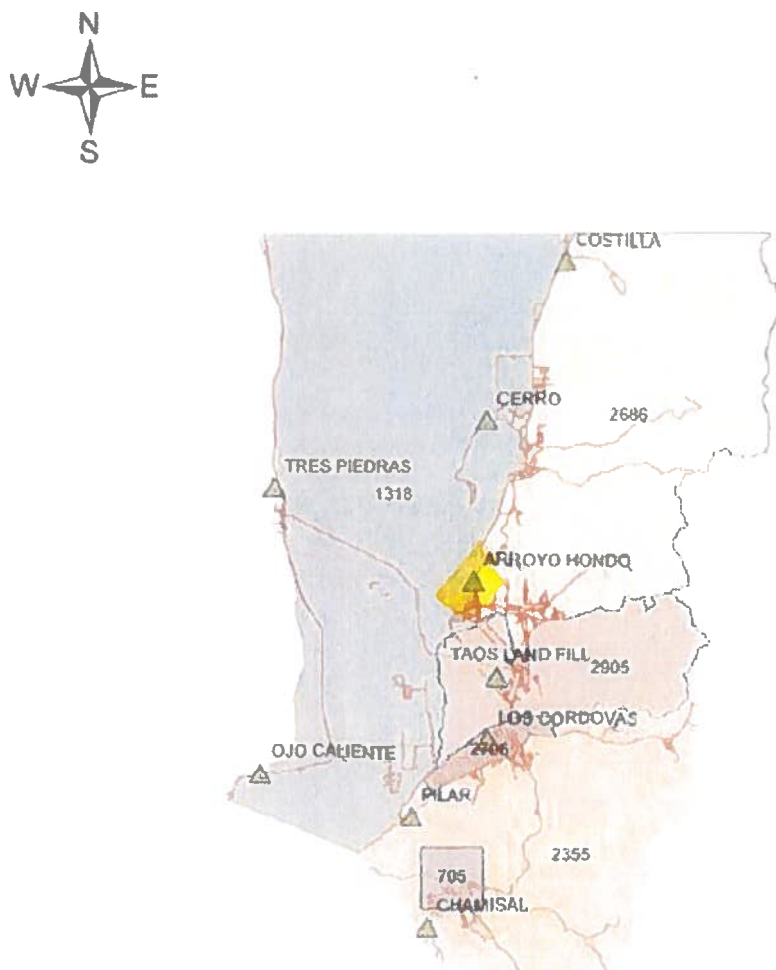 N
W E
S
COSTILLA
CERRO
2686
TRES PIEDRAS
1318
ARROYO HONDO
TAOS LAND FILL
2905
LOS CORDOVAS
2706
OJO CALIENTE
PILAR
2355
705
CHAMISAL